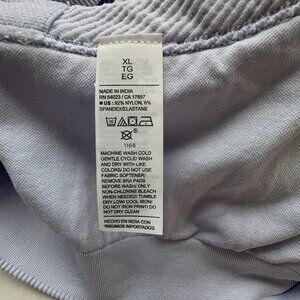 XL
TG
EG
MADE IN INDIA
RN 54023 / CA 17897
US: 92% NYLON, 8%
SPANDEX/ELASTANE
1166
MACHINE WASH COLD
GENTLE CYCLE/ WASH
AND DRY WITH LIKE
COLORS/ DO NOT USE
FABRIC SOFTENER/
REMOVE BRA PADS
BEFORE WASH/ ONLY
NON-CHLORINE BLEACH
WHEN NEEDED/ TUMBLE
DRY LOW/ COOL IRON/
DO NOT IRON PRINT/ DO
NOT DRY CLEAN
HECHO EN INDIA CON
INSUMOS IMPORTADOS